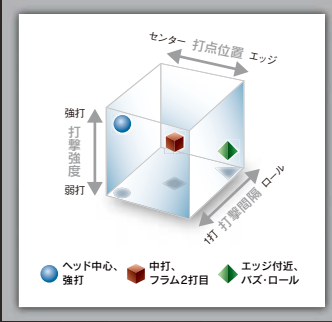 センター 打点位置 エッジ
強打
打撃強度
弱打
1打 打撃間隔 ロール
ヘッド中心、
強打
中打、
フラム2打目
エッジ付近、
バズ・ロール